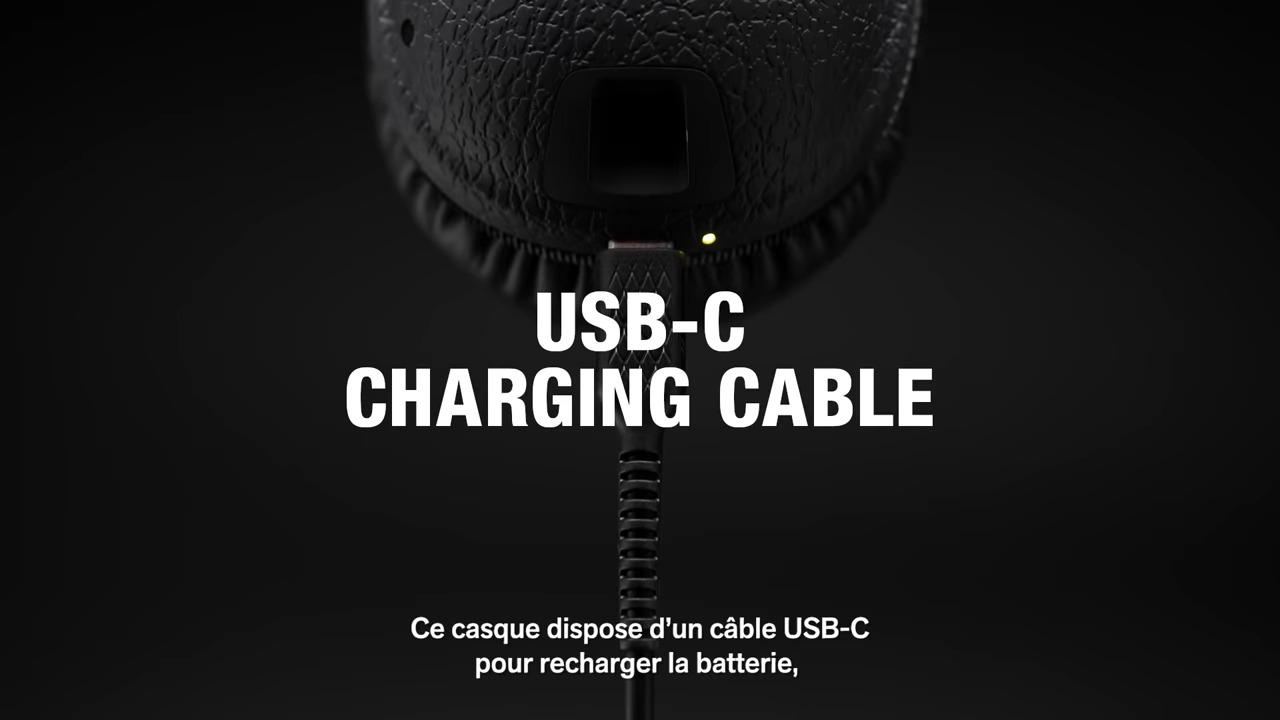 USB-C
CHARGING CABLE
Ce casque dispose d’un câble USB-C
pour recharger la batterie,